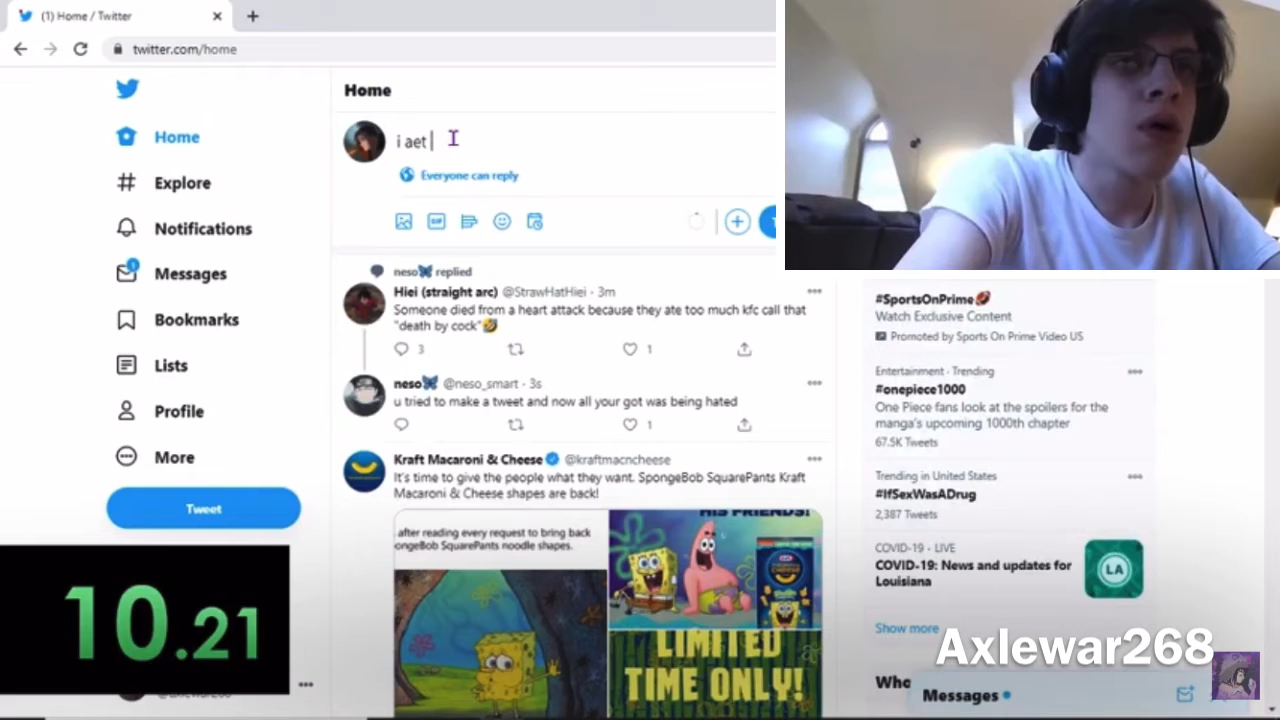 (1) Home / Twitter
twitter.com/home
Home
Explore
Notifications
1
Messages
Bookmarks
Lists
Profile
More
Tweet
10.21
Home
i aet
Everyone can reply
GIF
neso🦋 replied
Hiei (straight arc) @StrawHatHiei · 3m
Someone died from a heart attack because they ate too much kfc call that
"death by cock"🤣
3
1
neso🦋 @neso_smart · 3s
u tried to make a tweet and now all your got was being hated
1
Kraft Macaroni & Cheese @kraftmacncheese
It's time to give the people what they want. SpongeBob SquarePants Kraft
Macaroni & Cheese shapes are back!
after reading every request to bring back
ongeBob SquarePants noodle shapes.
HIS FRIENDS!
LIMITED
TIME ONLY!
#SportsOnPrime🏈
Watch Exclusive Content
Promoted by Sports On Prime Video US
Entertainment · Trending
#onepiece1000
One Piece fans look at the spoilers for the
manga's upcoming 1000th chapter
67.5K Tweets
Trending in United States
#IfSexWasADrug
2,387 Tweets
COVID-19 · LIVE
COVID-19: News and updates for
Louisiana
LA
Show more
Axlewar268
Who
Messages